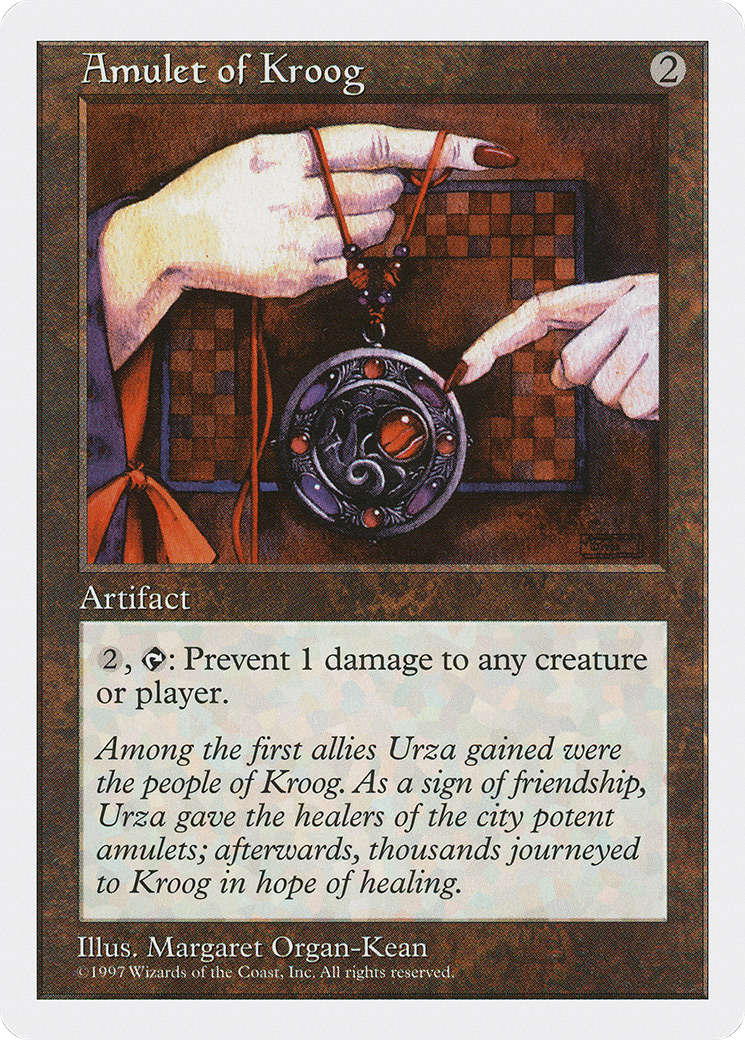 Amulet of Kroog 2
Artifact
2, : Prevent 1 damage to any creature
or player.
Among the first allies Urza gained were
the people of Kroog. As a sign of friendship,
Urza gave the healers of the city potent
amulets; afterwards, thousands journeyed
to Kroog in hope of healing.
Illus. Margaret Organ-Kean
©1997 Wizards of the Coast, Inc. All rights reserved.